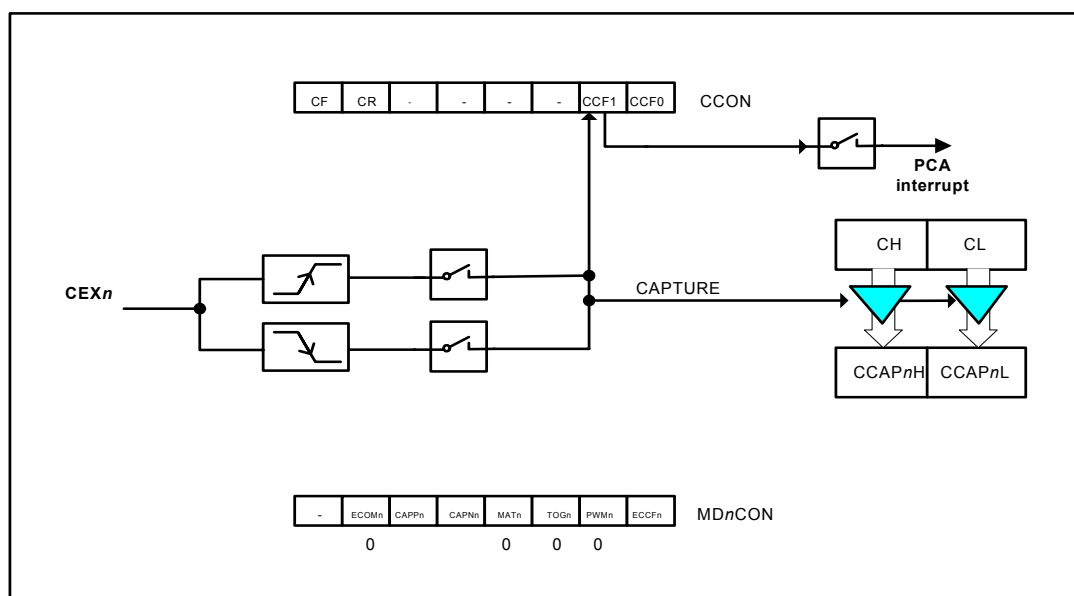 CF CR - - - - CCF1 CCF0 CCON
PCA
interrupt
CH CL
CEXn
CAPTURE
CCAPnH CCAPnL
- ECOMn CAPPn CAPNn MATn TOGn PWMn ECCFn MDnCON
0 0 0 0